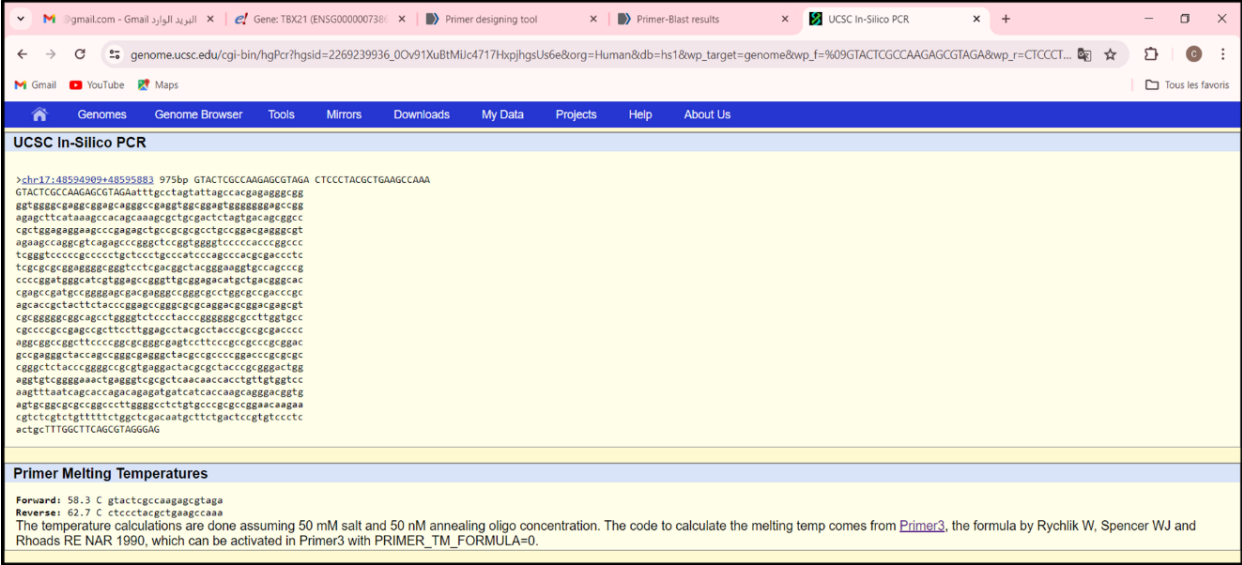 @gmail.com - Gmail البريد الوارد
Gene: TBX21 (ENSG0000007386
Primer designing tool
Primer-Blast results
UCSC In-Silico PCR
genome.ucsc.edu/cgi-bin/hgPcr?hgsid=2269239936_0Ov91XuBtMiJc4717HxpjhgsUs6e&org=Human&db=hs1&wp_target=genome&wp_f=%09GTACTCGCCAAGAGCGTAGA&wp_r=CTCCCT...
Gmail YouTube Maps Tous les favoris
Genomes Genome Browser Tools Mirrors Downloads My Data Projects Help About Us
UCSC In-Silico PCR
>chr17:48594909+48595883 975bp GTACTCGCCAAGAGCGTAGA CTCCCTACGCTGAAGCCAAA
GTACTCGCCAAGAGCGTAGAatttgcctagtattagccacgagagggcgg
ggtggggcgaggcggagcagggccgaggtggcggagtgggggggagccgg
agagcttcataaagccacagcaaagcgctgcgactctagtgacagcggcc
cgctggagaggaagcccgagagctgccgcgcgcctgccggacgagggcgt
agaagccaggcgtcagagcccgggctccggtggggtcccccacccggccc
tcgggtcccccgccccctgctccctgcccatcccagcccacgcgaccctc
tcgcgcgcggaggggcgggtcctcgacggctacgggaaggtgccagcccg
ccccggatgggcatcgtggagccgggttgcggagacatgctgacgggcac
cgagccgatgccggggagcgacgagggccgggcgcctggcgccgacccgc
agcaccgctacttctacccggagccgggcgcgcaggacgcggacgagcgt
cgcgggggcggcagcctggggtctccctacccggggggcgccttggtgcc
cgccccgccgagccgcttccttggagcctacgcctacccgccgcgacccc
aggcggccggcttccccggcgcgggcgagtccttcccgccgcccgcggac
gccgagggctaccagccgggcgagggctacgccgccccggacccgcgcgc
cgggctctacccggggccgcgtgaggactacgcgctacccgcgggactgg
aggtgtcggggaaactgagggtcgcgctcaacaaccacctgttgtggtcc
aagtttaatcagcaccagacagagatgatcatcaccaagcagggacggtg
agtgcggcgcgccggcccttggggcctctgtgcccgcgccggaacaagaa
cgtctcgtctgtttttctggctcgacaatgcttctgactccgtgtccctc
actgcTTTGGCTTCAGCGTAGGGAG
Primer Melting Temperatures
Forward: 58.3 C gtactcgccaagagcgtaga
Reverse: 62.7 C ctccctacgctgaagccaaa
The temperature calculations are done assuming 50 mM salt and 50 nM annealing oligo concentration. The code to calculate the melting temp comes from Primer3, the formula by Rychlik W, Spencer WJ and
Rhoads RE NAR 1990, which can be activated in Primer3 with PRIMER_TM_FORMULA=0.